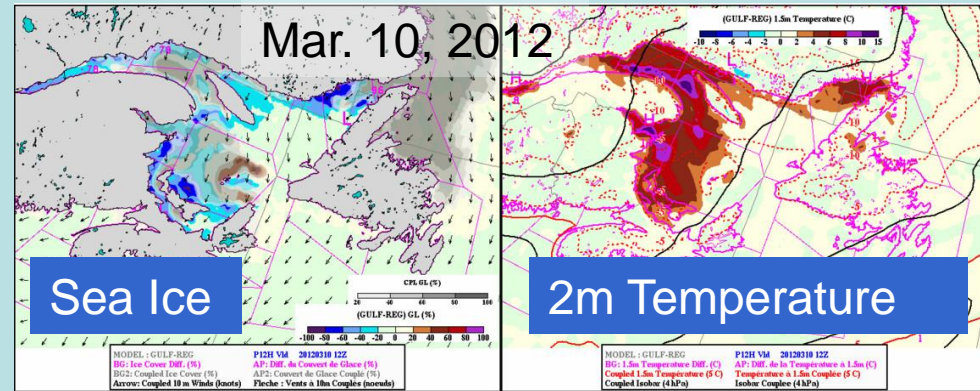 Mar. 10, 2012
(GULF-REG) 1.5m Temperature (C)
-10 -8 -6 -4 -2 0 2 4 6 8 10 15
Sea Ice
2m Temperature
CPL GL (%)
20 40 60 80 100
(GULF-REG) GL (%)
-100 -80 -60 -40 -20 0 20 40 60 80 100
MODEL : GULF-REG P12H Vld 20120310 12Z
BG: Ice Cover Diff. (%) AP: Diff. du Couvert de Glace (%)
BG2: Coupled Ice Cover (%) AP2: Couvert de Glace Couplé (%)
Arrow: Coupled 10 m Winds (knots) Fleche : Vents à 10m Couplés (noeuds)
MODEL : GULF-REG P12H Vld 20120310 12Z
BG: 1.5m Temperature Diff. (C) AP: Diff. de la Température à 1.5m (C)
Coupled 1.5m Temperature (5 C) Température à 1.5m Couplée (5 C)
Coupled Isobar (4 hPa) Isobar Couplee (4 hPa)